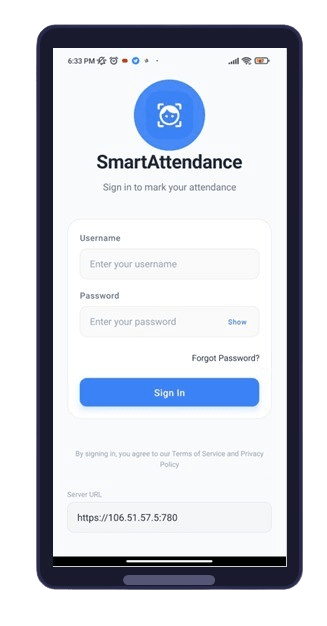 6:33 PM
SmartAttendance
Sign in to mark your attendance
Username
Enter your username
Password
Enter your password
Show
Forgot Password?
Sign In
By signing in, you agree to our Terms of Service and Privacy
Policy
Server URL
https://106.51.57.5:780